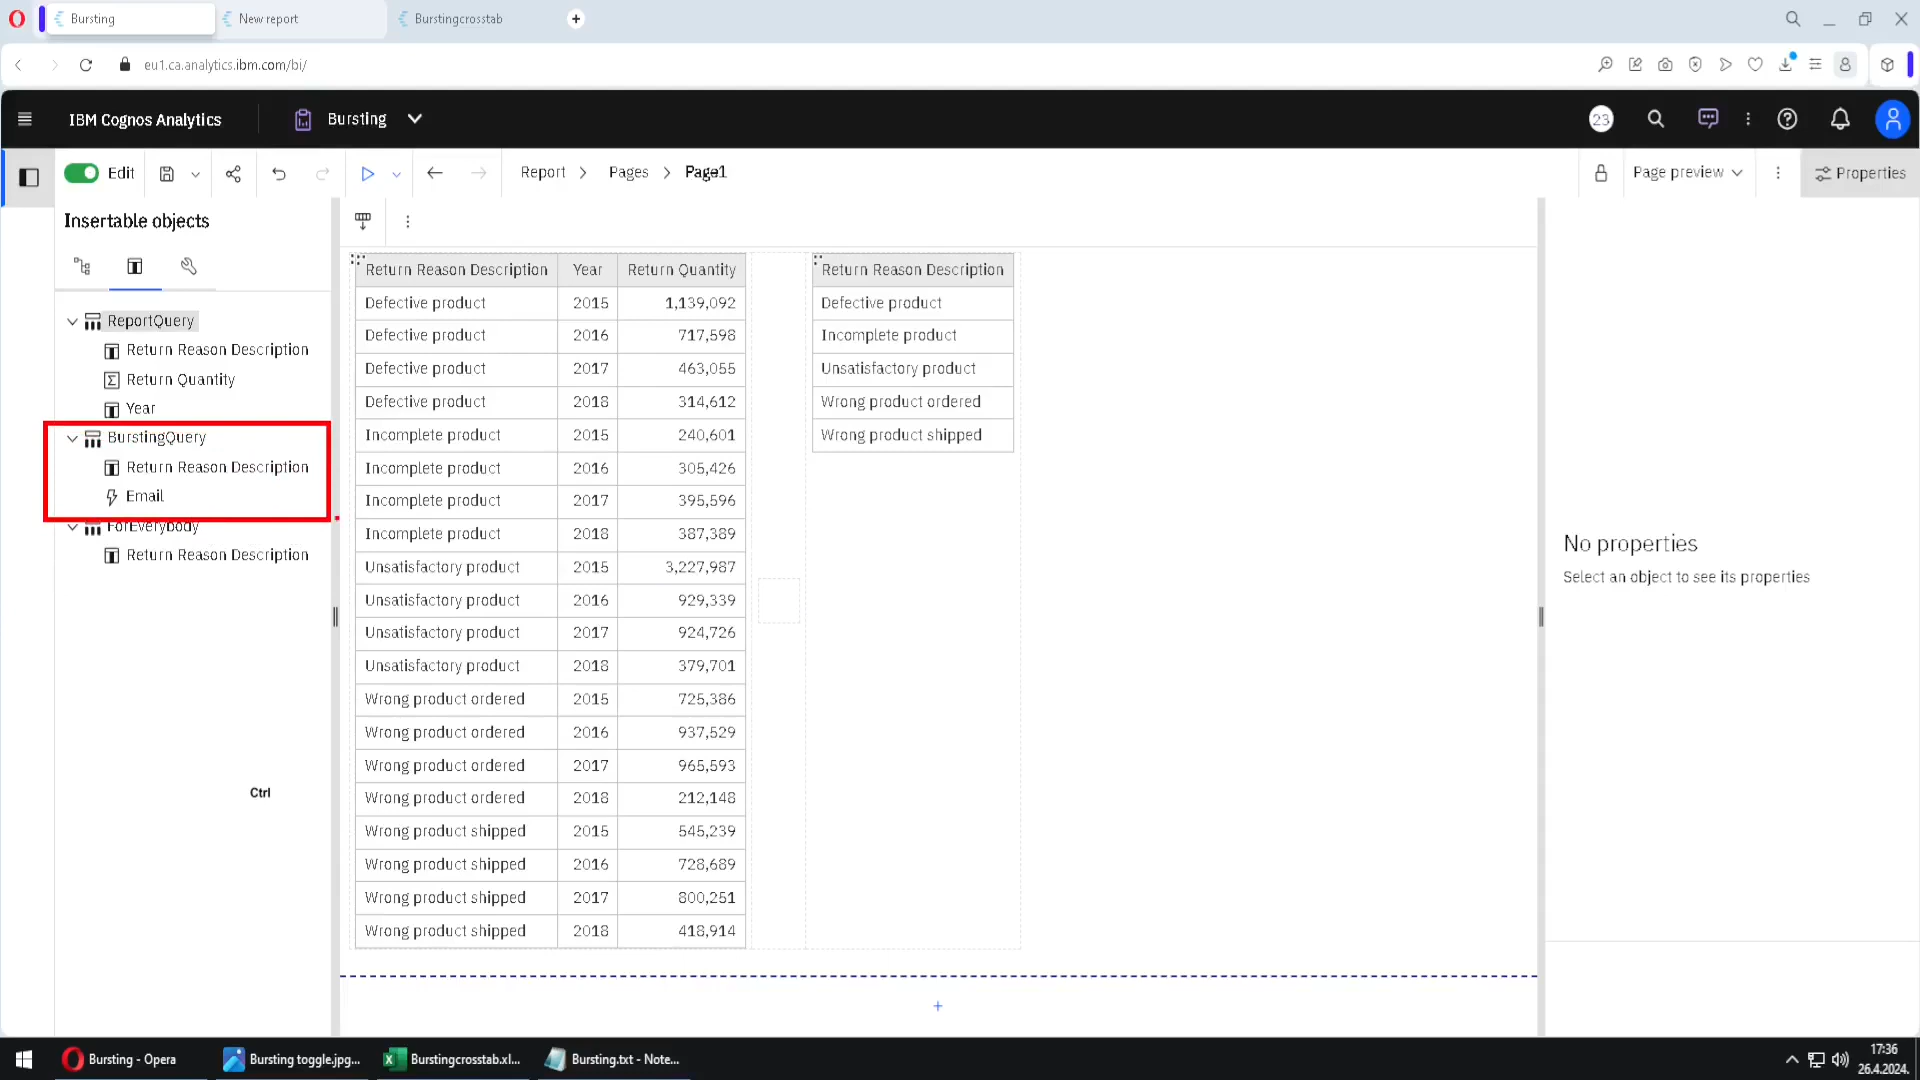 Bursting
New report
Burstingcrosstab
eu1.ca.analytics.ibm.com/bi/
IBM Cognos Analytics
Bursting
23
Edit
Report
Pages
Page1
Page preview
Properties
Insertable objects
ReportQuery
Return Reason Description
Return Quantity
Year
BurstingQuery
Return Reason Description
Email
ForEverybody
Return Reason Description
Ctrl
Return Reason Description Year Return Quantity
Defective product 2015 1,139,092
Defective product 2016 717,598
Defective product 2017 463,055
Defective product 2018 314,612
Incomplete product 2015 240,601
Incomplete product 2016 305,426
Incomplete product 2017 395,596
Incomplete product 2018 387,389
Unsatisfactory product 2015 3,227,987
Unsatisfactory product 2016 929,339
Unsatisfactory product 2017 924,726
Unsatisfactory product 2018 379,701
Wrong product ordered 2015 725,386
Wrong product ordered 2016 937,529
Wrong product ordered 2017 965,593
Wrong product ordered 2018 212,148
Wrong product shipped 2015 545,239
Wrong product shipped 2016 728,689
Wrong product shipped 2017 800,251
Wrong product shipped 2018 418,914
Return Reason Description
Defective product
Incomplete product
Unsatisfactory product
Wrong product ordered
Wrong product shipped
No properties
Select an object to see its properties
Bursting - Opera
Bursting toggle.jpg...
Burstingcrosstab.xl...
Bursting.txt - Note...
17:36
26.4.2024.